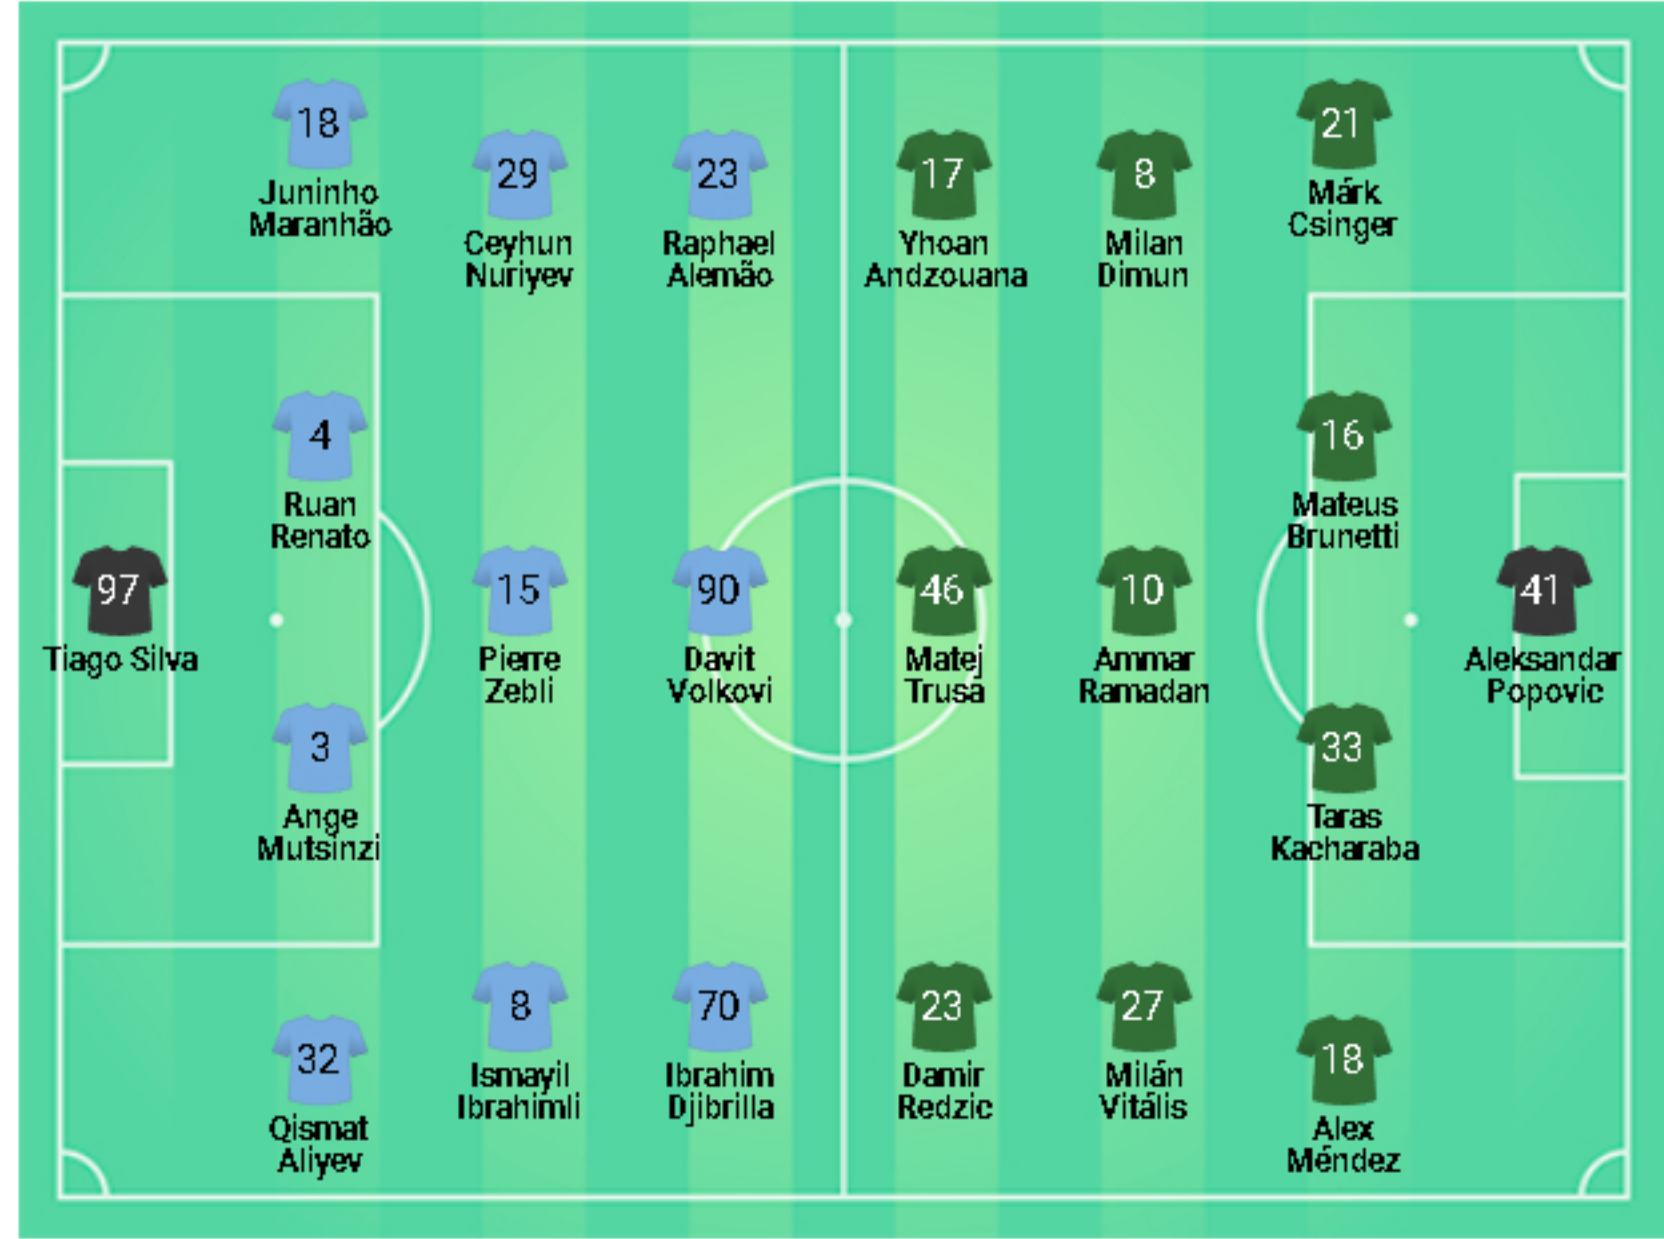 18
Juninho
Maranhão
29
Ceyhun
Nuriyev
23
Raphael
Alemão
17
Yhoan
Andzouana
8
Milan
Dimun
21
Márk
Csinger
4
Ruan
Renato
16
Mateus
Brunetti
97
Tiago Silva
15
Pierre
Zebli
90
Davit
Volkovi
46
Matej
Trusa
10
Ammar
Ramadan
41
Aleksandar
Popovic
3
Ange
Mutsinzi
33
Taras
Kacharaba
32
Qismat
Aliyev
8
Ismayil
Ibrahimli
70
Ibrahim
Djibrilla
23
Damir
Redzic
27
Milán
Vitális
18
Alex
Méndez